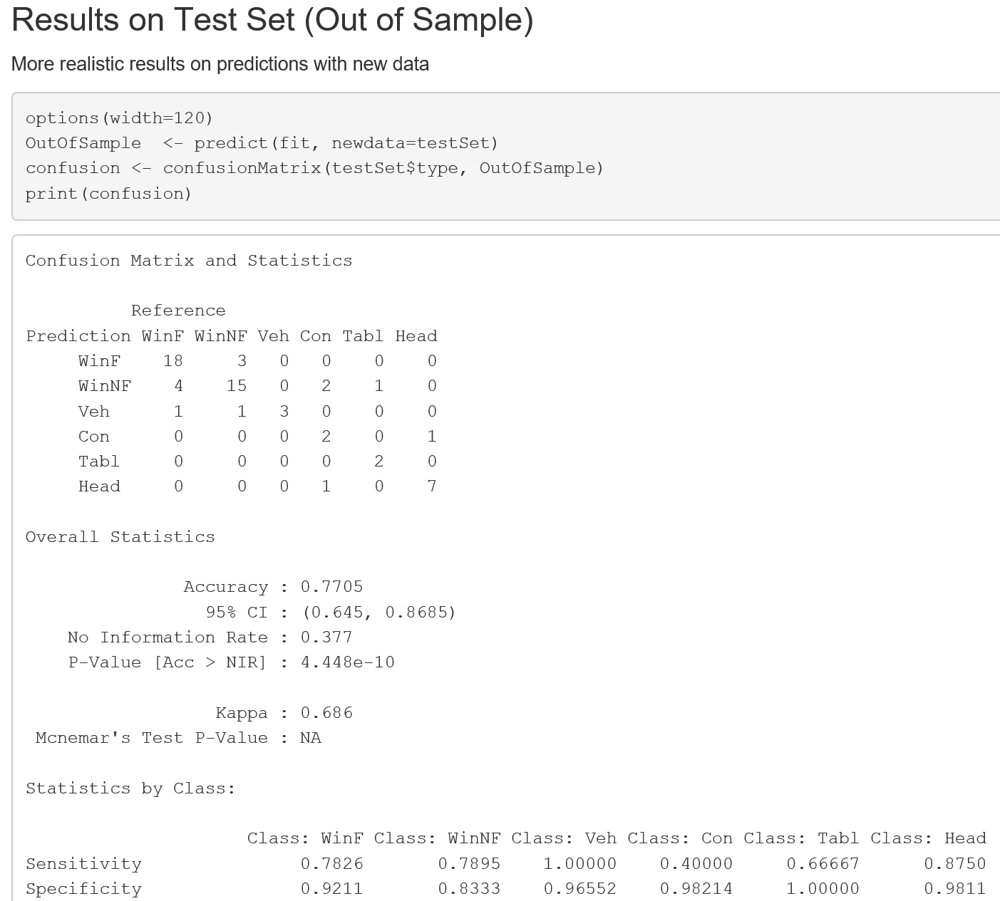 Results on Test Set (Out of Sample)
More realistic results on predictions with new data
options(width=120)
OutOfSample  <- predict(fit, newdata=testSet)
confusion <- confusionMatrix(testSet$type, OutOfSample)
print(confusion)
Confusion Matrix and Statistics
          Reference
Prediction WinF WinNF Veh Con Tabl Head
     WinF    18     3   0   0    0    0
     WinNF    4    15   0   2    1    0
     Veh      1     1   3   0    0    0
     Con      0     0   0   2    0    1
     Tabl     0     0   0   0    2    0
     Head     0     0   0   1    0    7
Overall Statistics
               Accuracy : 0.7705
                 95% CI : (0.645, 0.8685)
    No Information Rate : 0.377
    P-Value [Acc > NIR] : 4.448e-10
                  Kappa : 0.686
 Mcnemar's Test P-Value : NA
Statistics by Class:
                     Class: WinF Class: WinNF Class: Veh Class: Con Class: Tabl Class: Head
Sensitivity               0.7826       0.7895    1.00000    0.40000     0.66667      0.8750
Specificity               0.9211       0.8333    0.96552    0.98214     1.00000      0.9811